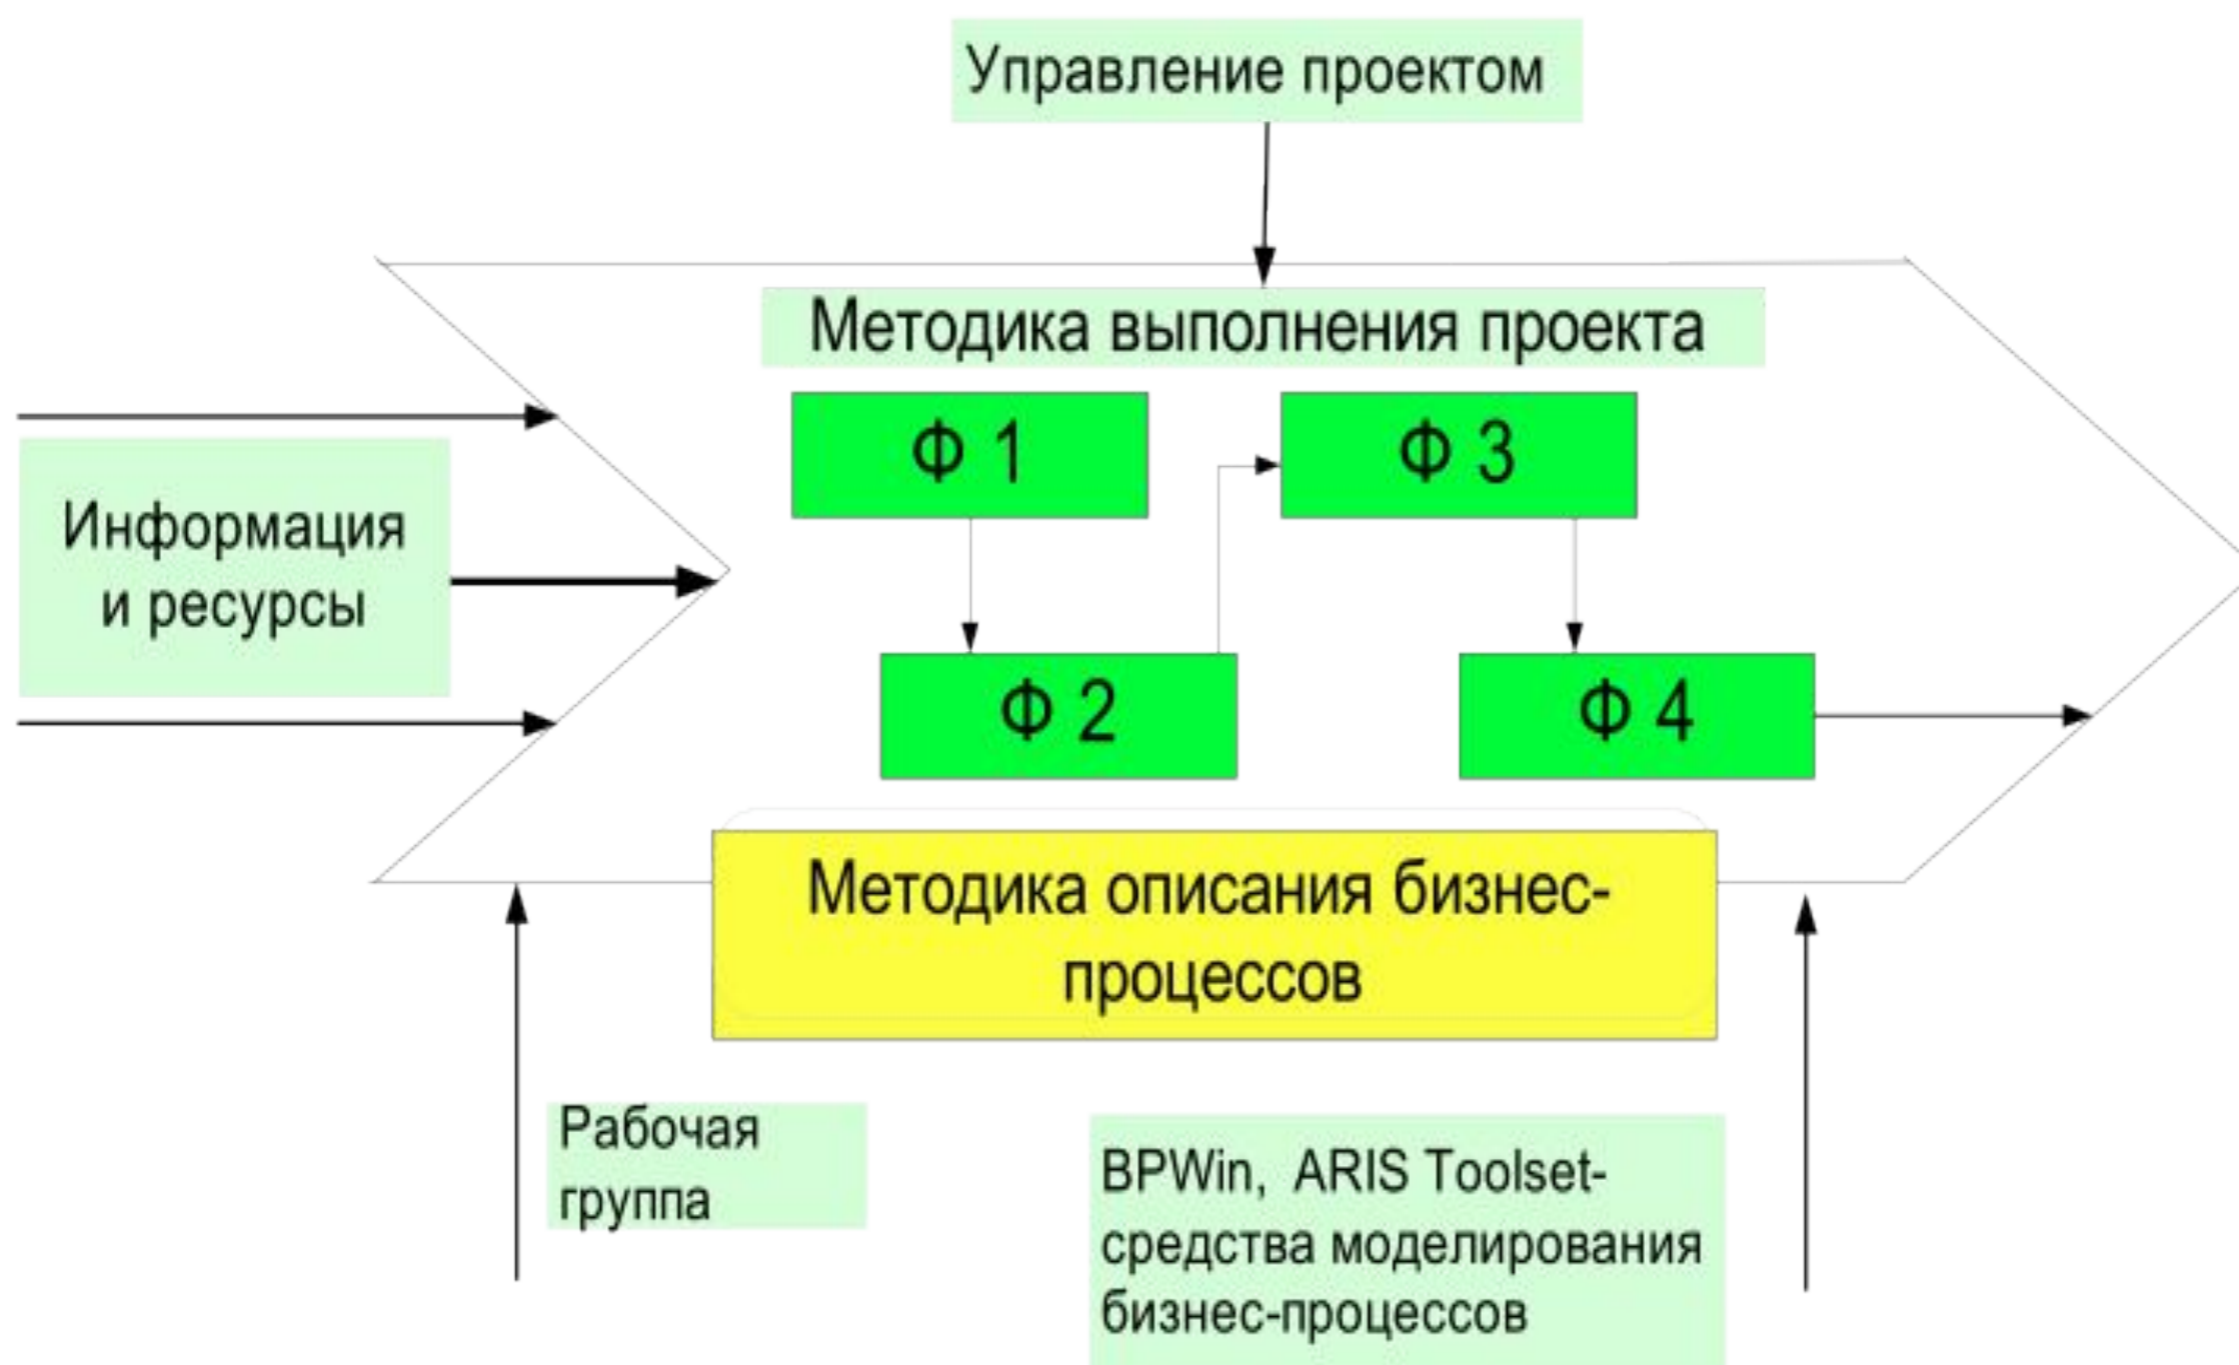 Управление проектом
Методика выполнения проекта
Ф 1
Ф 3
Информация
и ресурсы
Ф 2
Ф 4
Методика описания бизнес-
процессов
Рабочая
группа
BPWin,  ARIS Toolset-
средства моделирования
бизнес-процессов